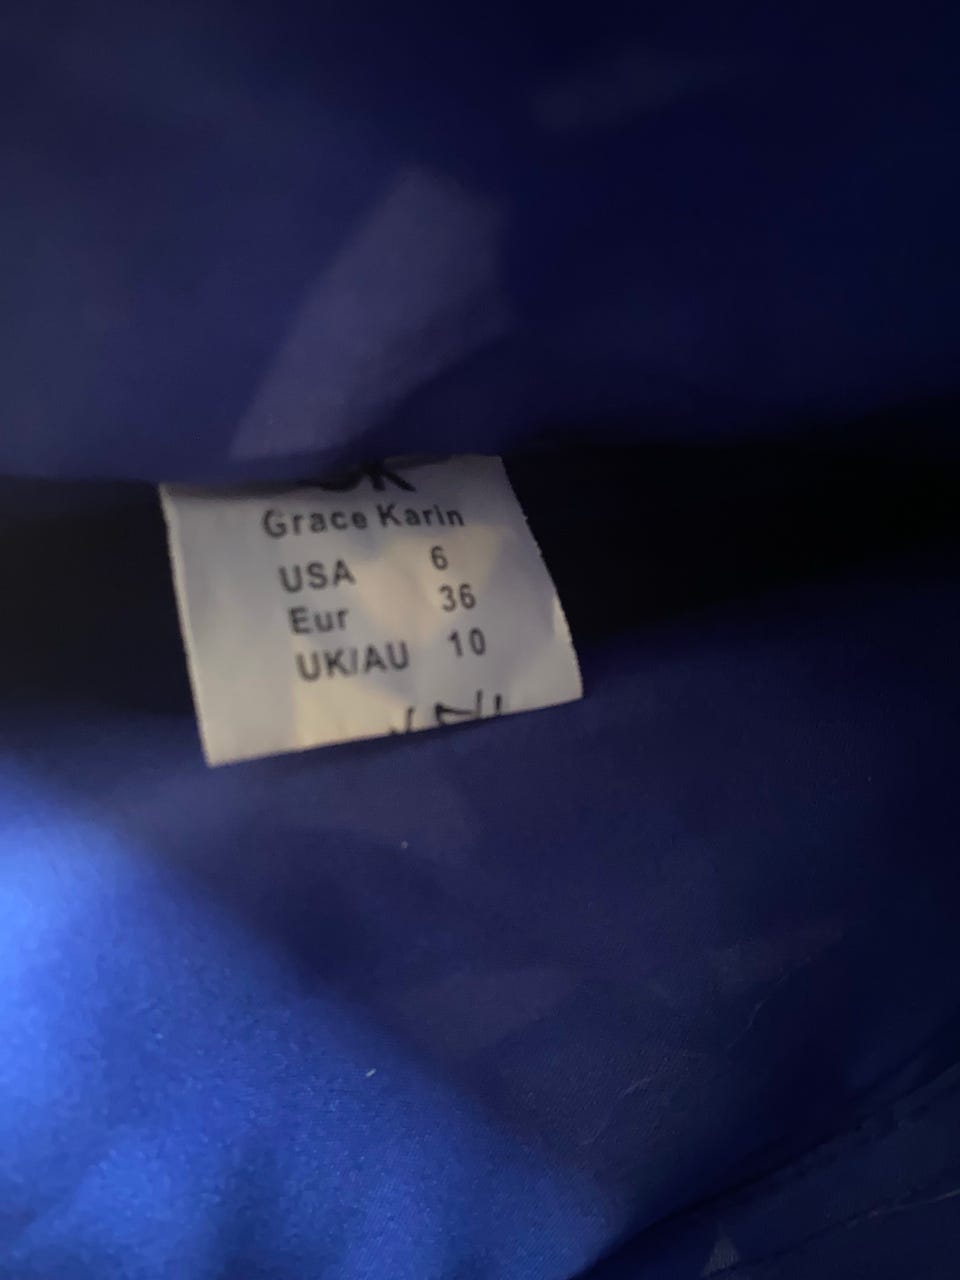 Grace Karin
USA 6
Eur 36
UK/AU 10